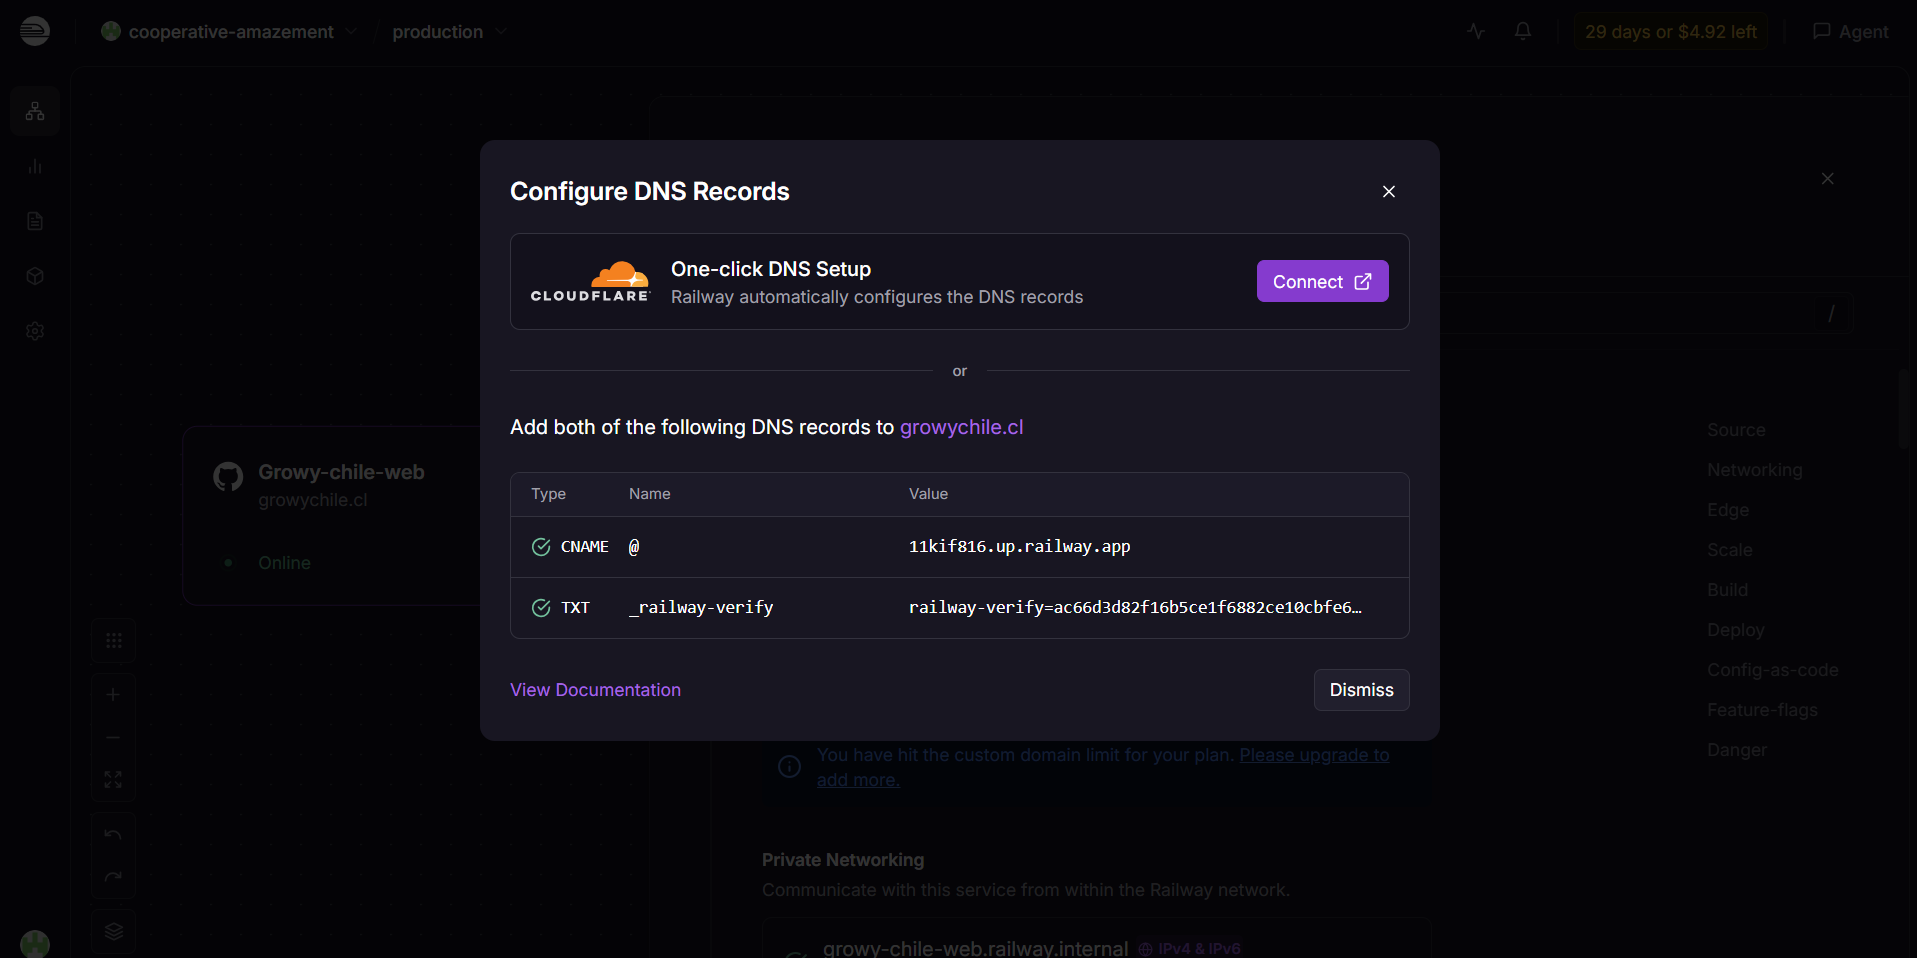 cooperative-amazement
production
29 days or $4.92 left
Agent
Configure DNS Records
CLOUDFLARE
One-click DNS Setup
Connect
Railway automatically configures the DNS records
/
or
Add both of the following DNS records to growychile.cl
Type Name Value
CNAME @ 11kif816.up.railway.app
TXT _railway-verify railway-verify=ac66d3d82f16b5ce1f6882ce10cbfe6…
View Documentation
Dismiss
Growy-chile-web
growychile.cl
Online
Source
Networking
Edge
Scale
Build
Deploy
Config-as-code
Feature-flags
Danger
You have hit the custom domain limit for your plan. Please upgrade to
add more.
Private Networking
Communicate with this service from within the Railway network.
growy-chile-web.railway.internal IPv4 & IPv6